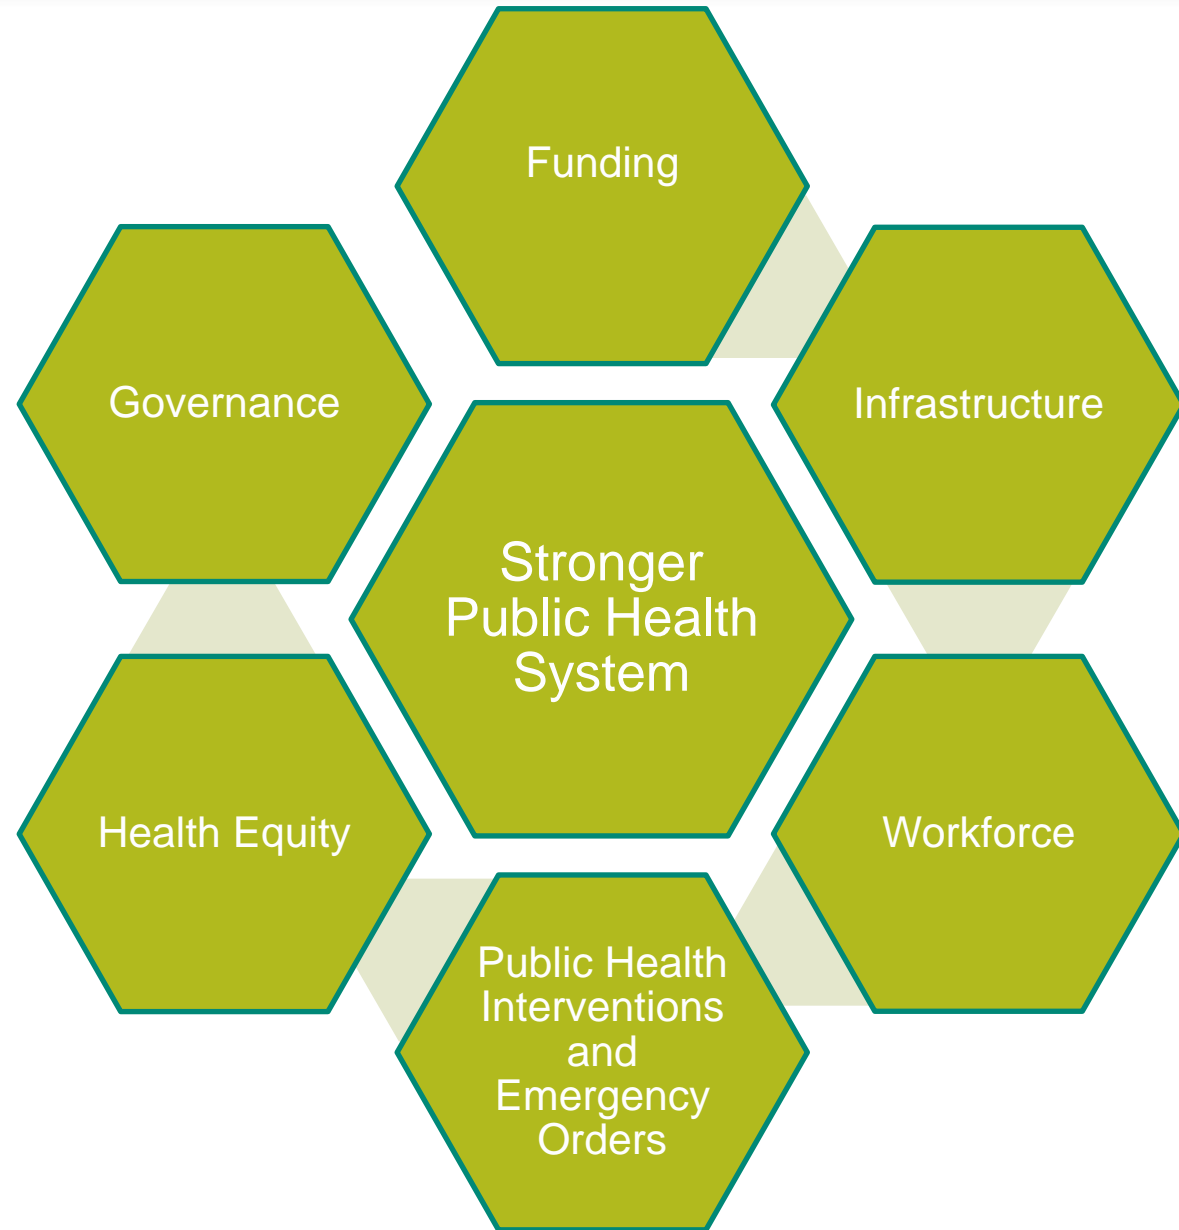 Funding
Governance
Infrastructure
Stronger
Public Health
System
Health Equity
Workforce
Public Health
Interventions
and
Emergency
Orders